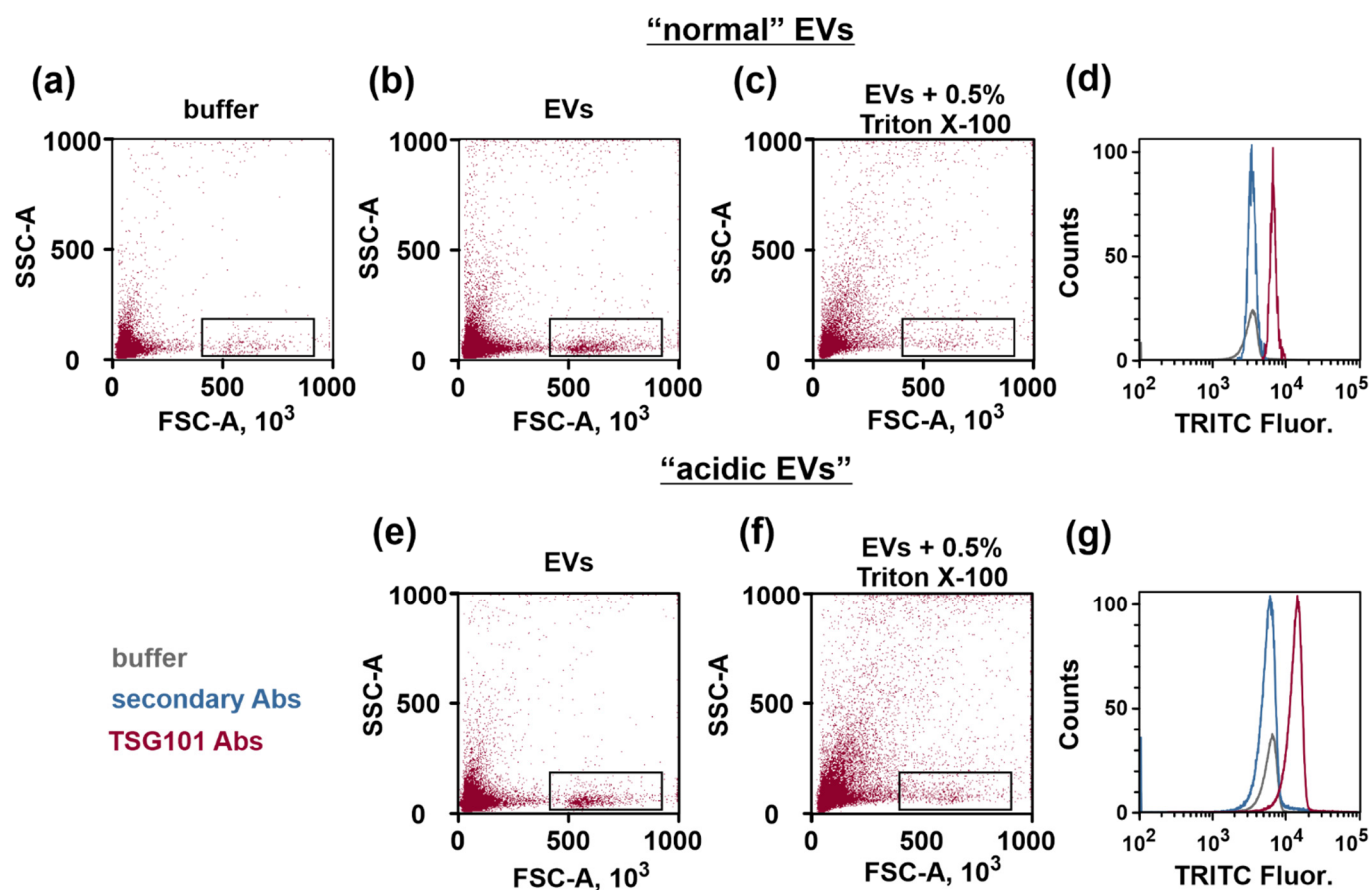 “normal” EVs
(a)
buffer
(b)
EVs
(c)
EVs + 0.5%
Triton X-100
(d)
1000
500
0
SSC-A
0
500
1000
FSC-A, 10³
1000
500
0
SSC-A
0
500
1000
FSC-A, 10³
1000
500
0
SSC-A
0
500
1000
FSC-A, 10³
100
50
0
Counts
10² 10³ 10⁴ 10⁵
TRITC Fluor.
“acidic EVs”
(e)
EVs
(f)
EVs + 0.5%
Triton X-100
(g)
1000
500
0
SSC-A
0
500
1000
FSC-A, 10³
1000
500
0
SSC-A
0
500
1000
FSC-A, 10³
100
50
0
Counts
10² 10³ 10⁴ 10⁵
TRITC Fluor.
buffer
secondary Abs
TSG101 Abs